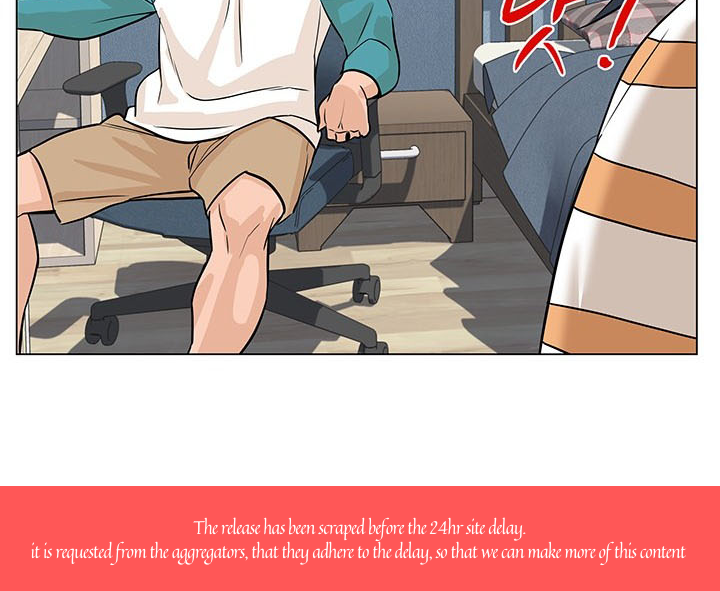 The release has been scraped before the 24hr site delay.
it is requested from the aggregators, that they adhere to the delay, so that we can make more of this content